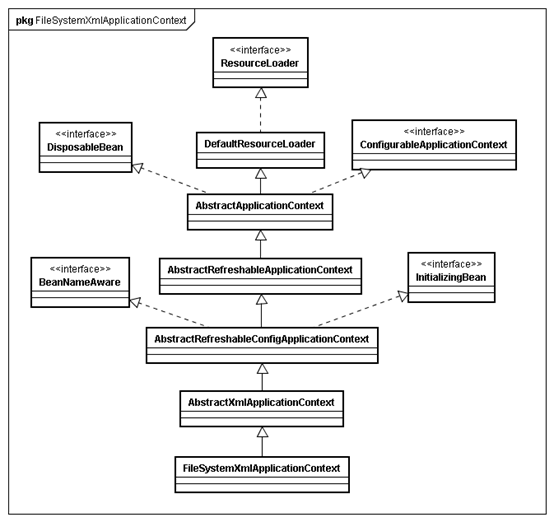 pkg FileSystemXmlApplicationContext
<<interface>>
ResourceLoader
<<interface>>
DisposableBean
DefaultResourceLoader
<<interface>>
ConfigurableApplicationContext
AbstractApplicationContext
<<interface>>
BeanNameAware
AbstractRefreshableApplicationContext
<<interface>>
InitializingBean
AbstractRefreshableConfigApplicationContext
AbstractXmlApplicationContext
FileSystemXmlApplicationContext